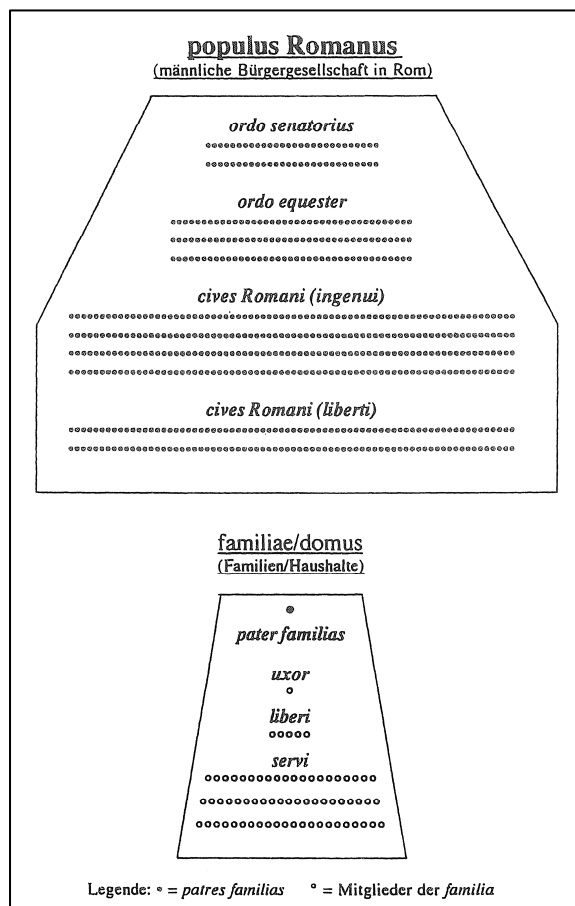 populus Romanus
(männliche Bürgergesellschaft in Rom)
ordo senatorius
ordo equester
cives Romani (ingenui)
cives Romani (liberti)
familiae/domus
(Familien/Haushalte)
pater familias
uxor
liberi
servi
Legende: = patres familias = Mitglieder der familia